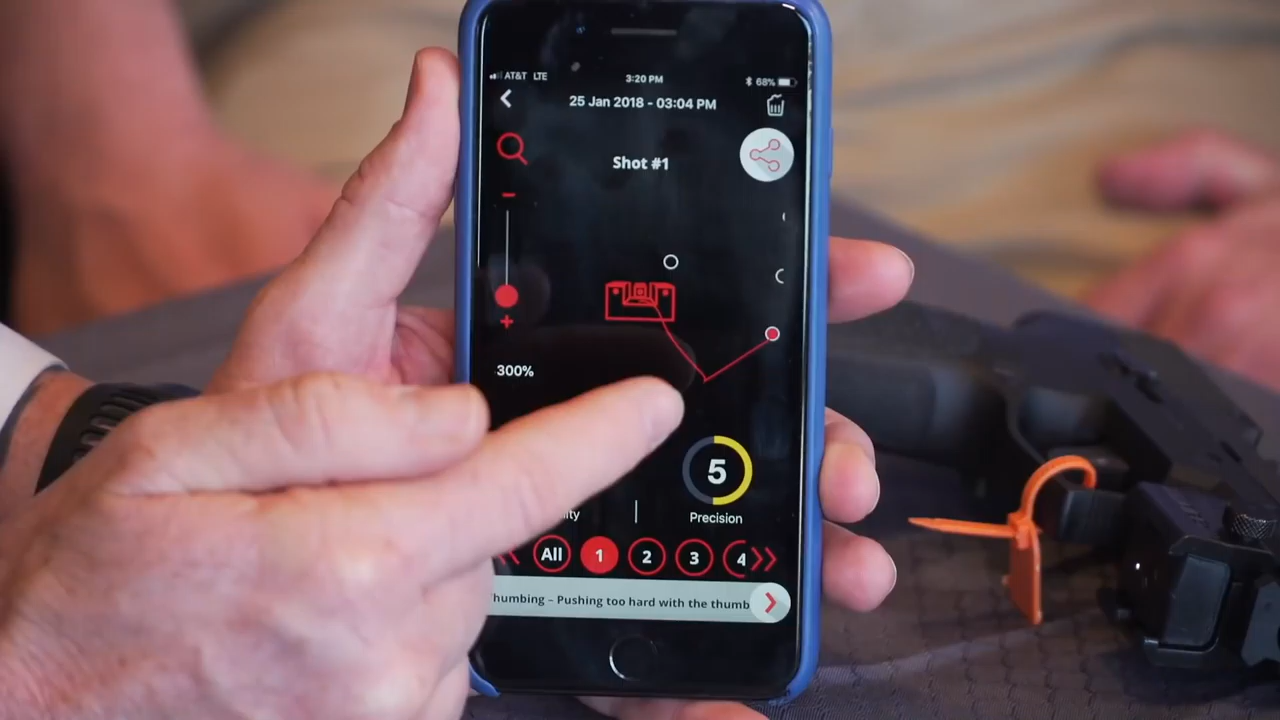 AT&T LTE
3:20 PM
68%
25 Jan 2018 - 03:04 PM
Shot #1
300%
5
Precision
All
1
2
3
4
humbing – Pushing too hard with the thumb